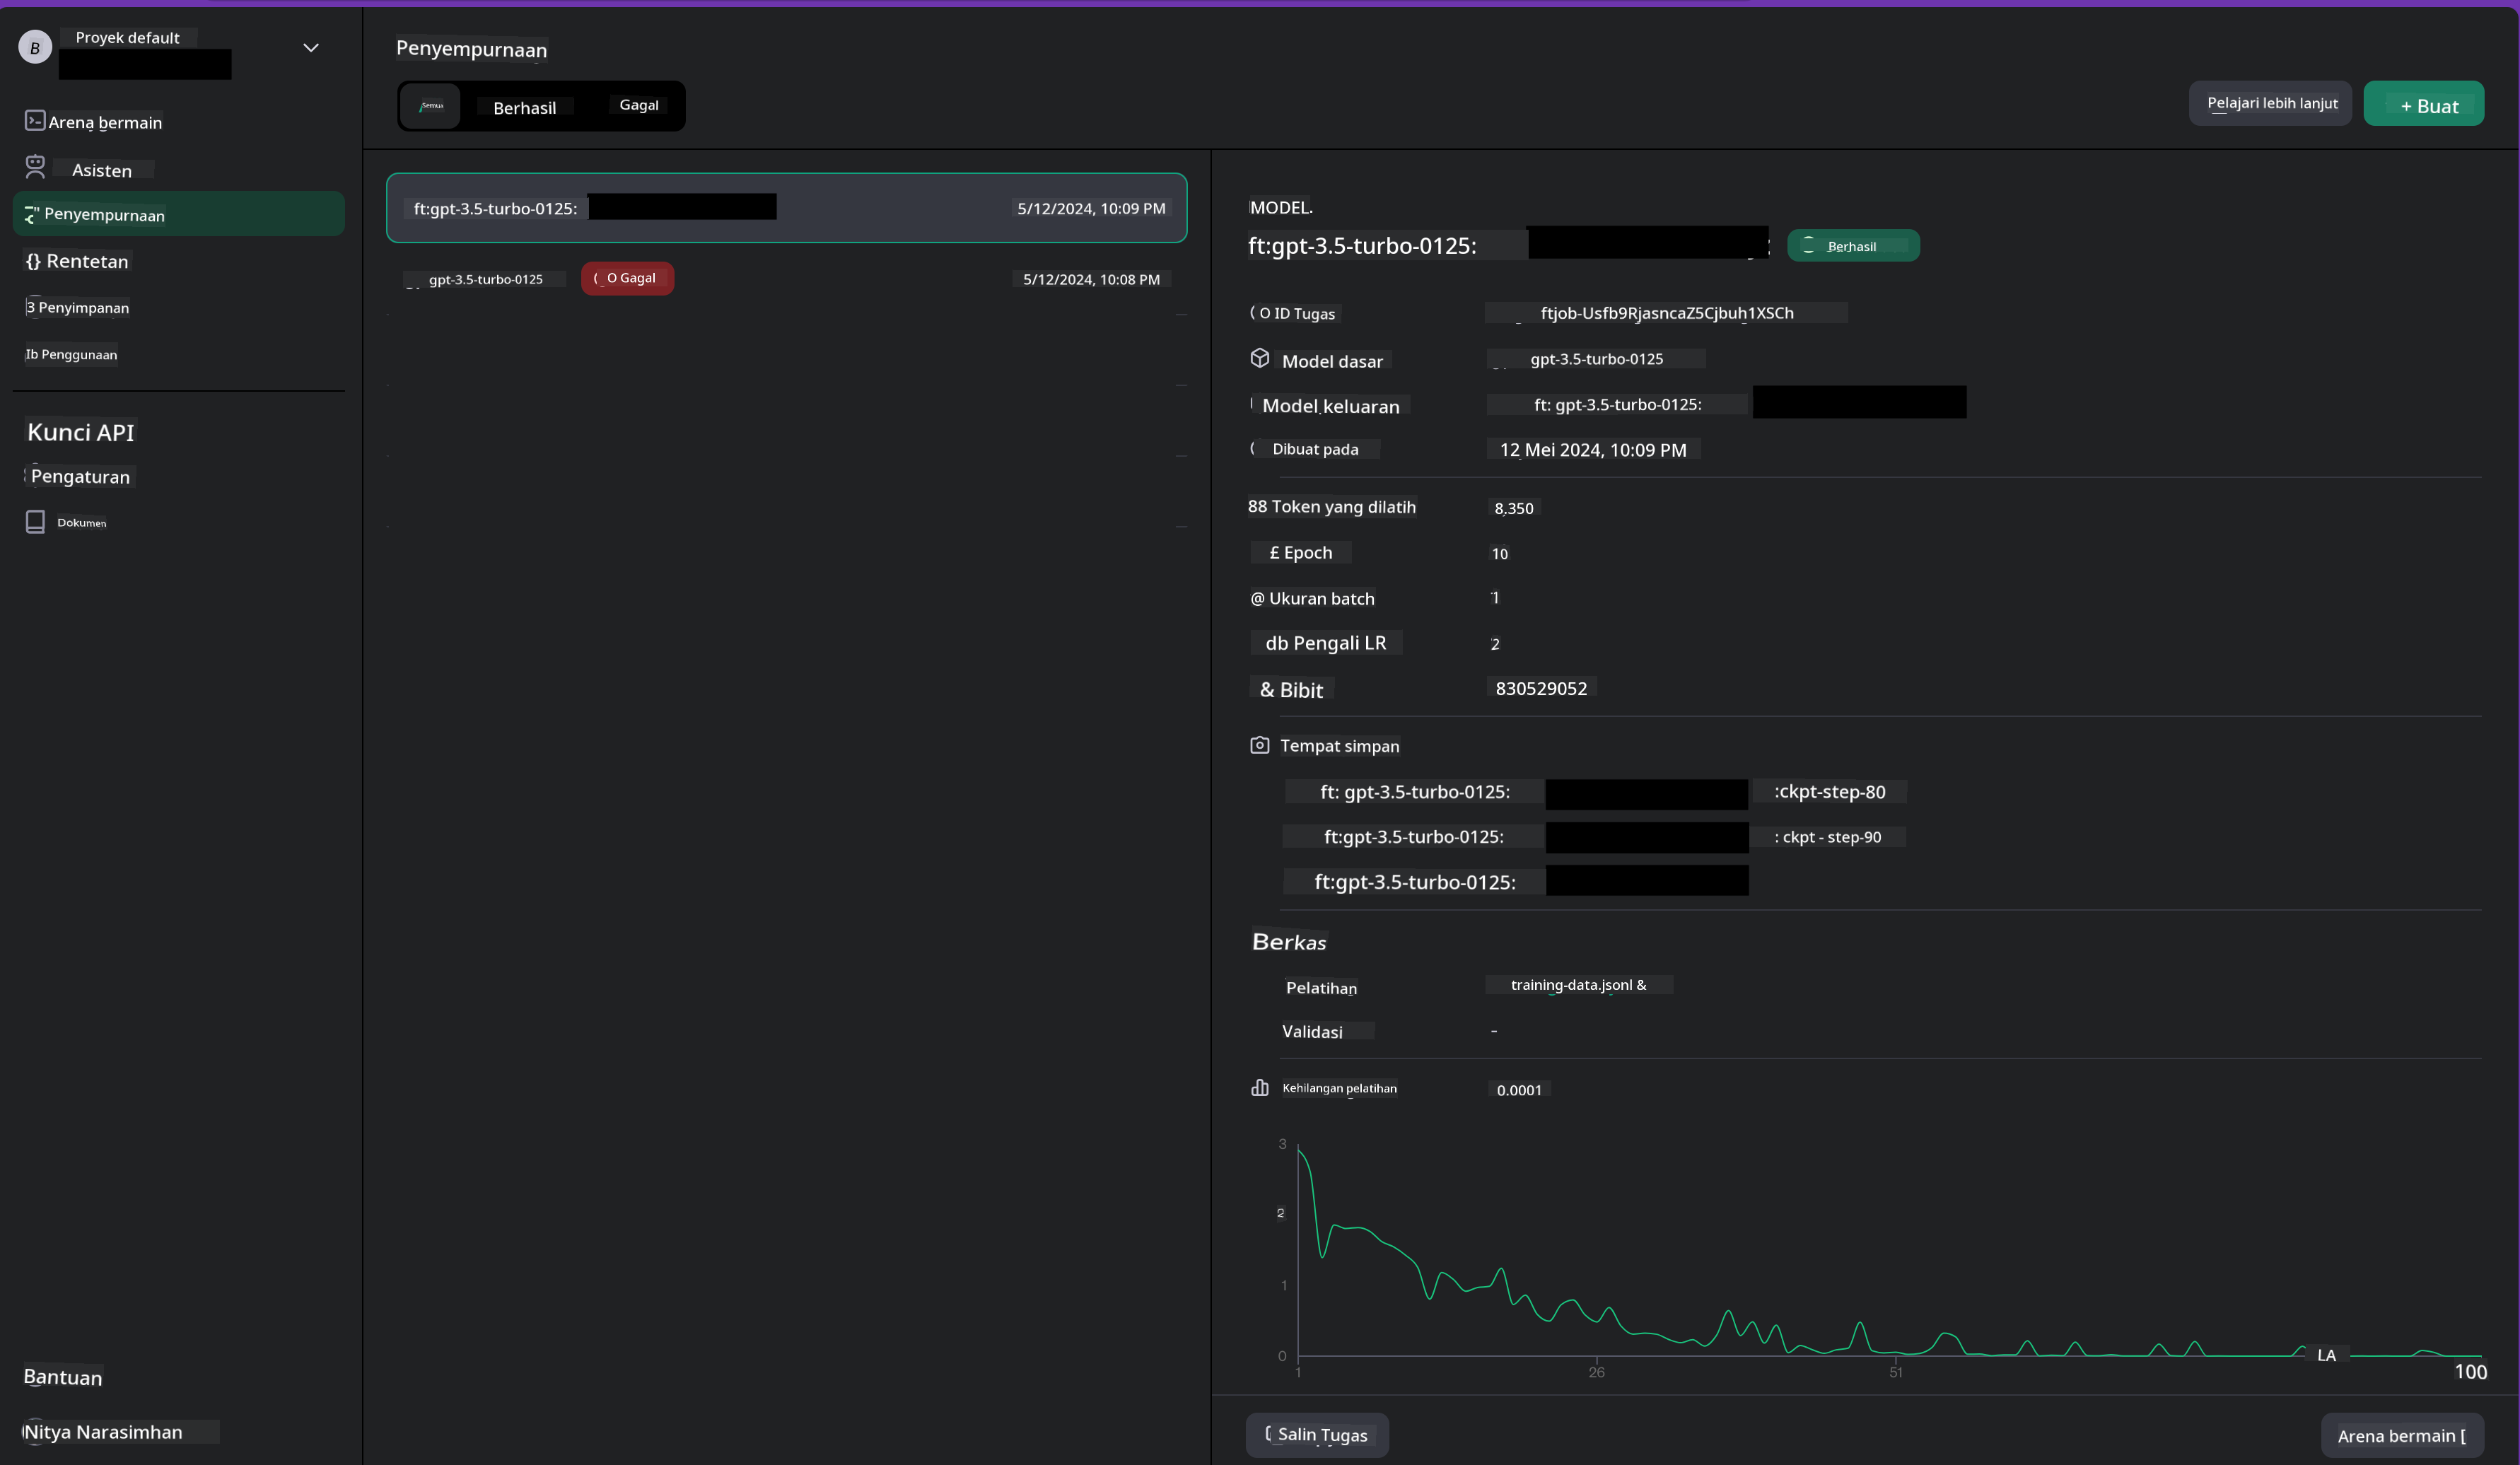 B
Proyek default
Arena bermain
Asisten
Penyempurnaan
{} Rentetan
3 Penyimpanan
Ib Penggunaan
Kunci API
Pengaturan
Dokumen
Bantuan
Nitya Narasimhan
Penyempurnaan
Semua
Berhasil
Gagal
Pelajari lebih lanjut
+ Buat
ft:gpt-3.5-turbo-0125:
5/12/2024, 10:09 PM
gpt-3.5-turbo-0125
O Gagal
5/12/2024, 10:08 PM
MODEL.
ft:gpt-3.5-turbo-0125:
Berhasil
O ID Tugas
ftjob-Usfb9RjasncaZ5Cjbuh1XSCh
Model dasar
gpt-3.5-turbo-0125
Model keluaran
ft: gpt-3.5-turbo-0125:
Dibuat pada
12 Mei 2024, 10:09 PM
88 Token yang dilatih
8,350
£ Epoch
10
@ Ukuran batch
1
db Pengali LR
2
& Bibit
830529052
Tempat simpan
ft: gpt-3.5-turbo-0125:
:ckpt-step-80
ft:gpt-3.5-turbo-0125:
: ckpt - step-90
ft:gpt-3.5-turbo-0125:
Berkas
Pelatihan
training-data.jsonl &
Validasi
-
Kehilangan pelatihan
0.0001
3
2
1
0
LA
1
26
51
100
Salin Tugas
Arena bermain [